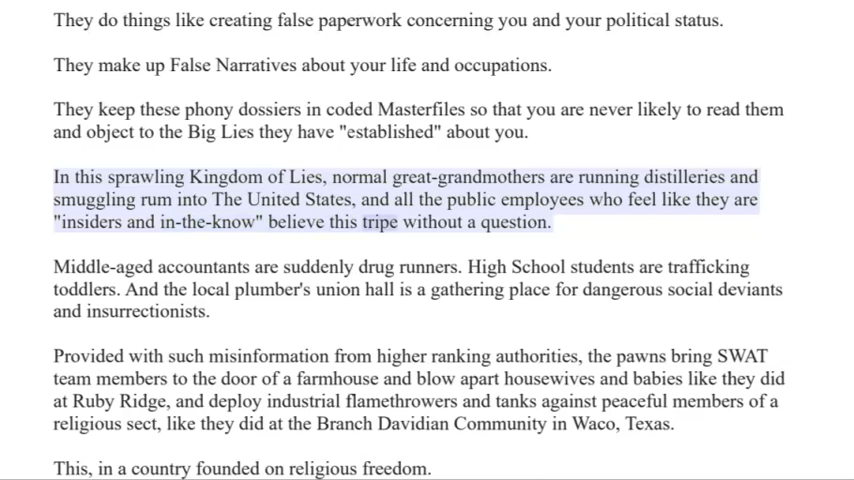 They do things like creating false paperwork concerning you and your political status.
They make up False Narratives about your life and occupations.
They keep these phony dossiers in coded Masterfiles so that you are never likely to read them
and object to the Big Lies they have "established" about you.
In this sprawling Kingdom of Lies, normal great-grandmothers are running distilleries and
smuggling rum into The United States, and all the public employees who feel like they are
"insiders and in-the-know" believe this tripe without a question.
Middle-aged accountants are suddenly drug runners. High School students are trafficking
toddlers. And the local plumber's union hall is a gathering place for dangerous social deviants
and insurrectionists.
Provided with such misinformation from higher ranking authorities, the pawns bring SWAT
team members to the door of a farmhouse and blow apart housewives and babies like they did
at Ruby Ridge, and deploy industrial flamethrowers and tanks against peaceful members of a
religious sect, like they did at the Branch Davidian Community in Waco, Texas.
This, in a country founded on religious freedom.